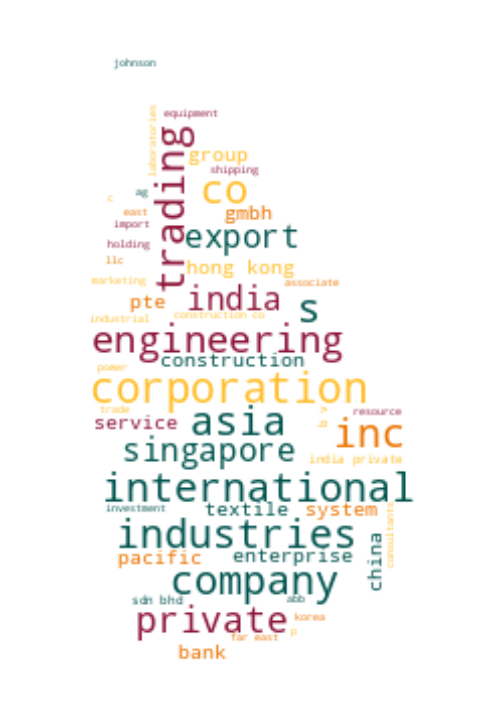 johnson
equipment
laboratories
trading
group
shipping
ag
co
c
east
gmbh
import
export
holding
llc
hong kong
marketing
associate
pte
india
s
industrial
construction co
engineering
construction
power
corporation
trade
resource
service
asia
b v
inc
singapore
india private
international
investment
textile
system
consultants
industries
pacific
enterprise
china
company
sdn bhd
abb
private
korea
p
far east
bank